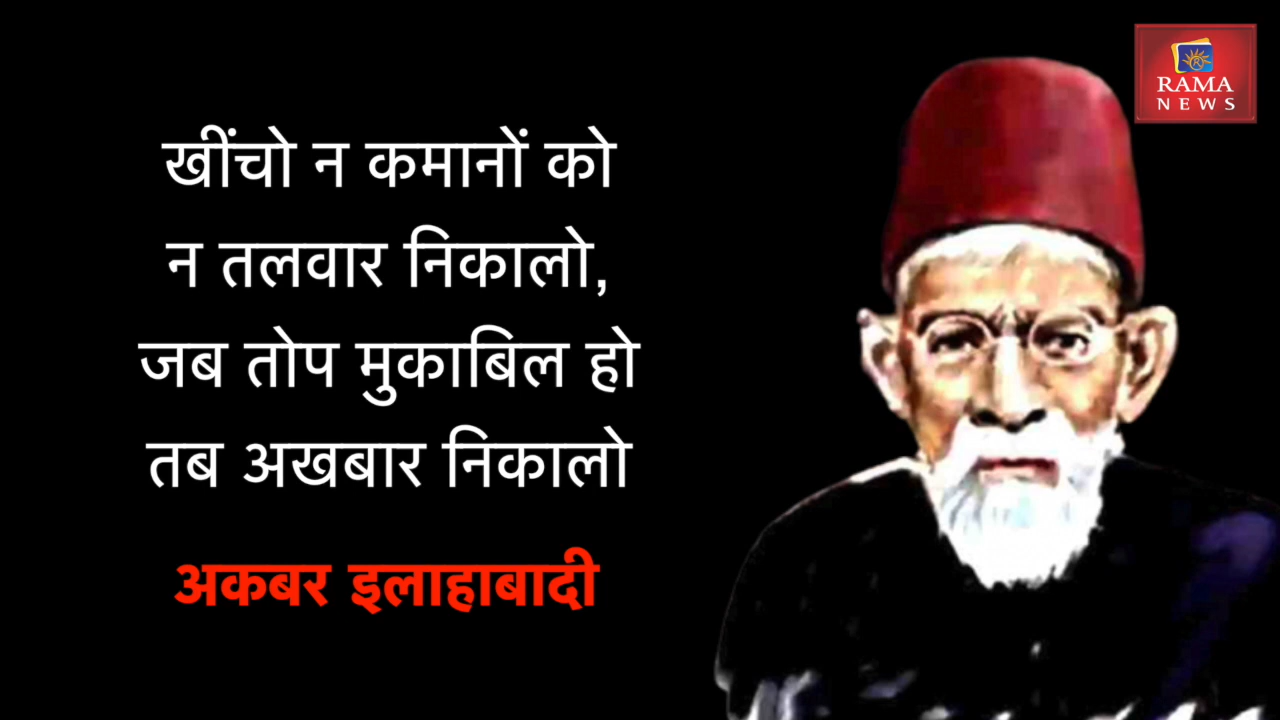 खींचो न कमानों को
न तलवार निकालो,
जब तोप मुकाबिल हो
तब अखबार निकालो
अकबर इलाहाबादी
RAMA
NEWS